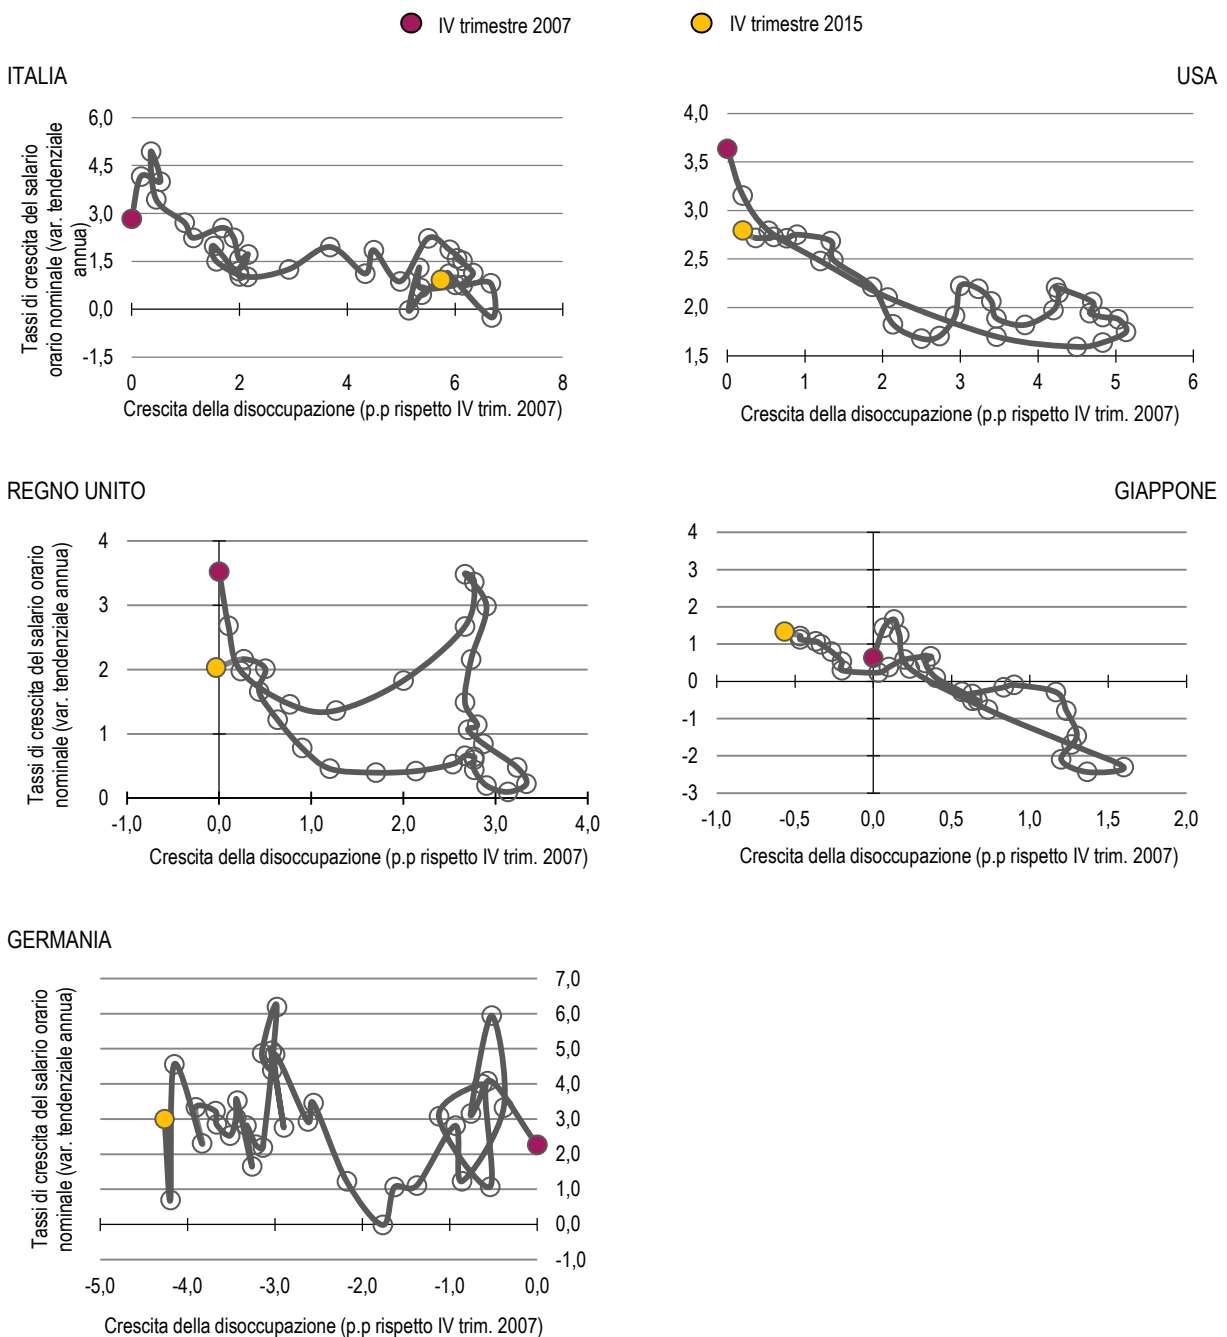 IV trimestre 2007
IV trimestre 2015
ITALIA
Tassi di crescita del salario
orario nominale (var. tendenziale
annua)
6,0
4,5
3,0
1,5
0,0
-1,5
0 2 4 6 8
Crescita della disoccupazione (p.p rispetto IV trim. 2007)
USA
4,0
3,5
3,0
2,5
2,0
1,5
0 1 2 3 4 5 6
Crescita della disoccupazione (p.p rispetto IV trim. 2007)
REGNO UNITO
Tassi di crescita del salario orario
nominale (var. tendenziale annua)
4
3
2
1
0
-1,0 0,0 1,0 2,0 3,0 4,0
Crescita della disoccupazione (p.p rispetto IV trim. 2007)
GIAPPONE
4
3
2
1
0
-1
-2
-3
-1,0 -0,5 0,0 0,5 1,0 1,5 2,0
Crescita della disoccupazione (p.p rispetto IV trim. 2007)
GERMANIA
Tassi di crescita del salario orario
nominale (var. tendenziale annua)
7,0
6,0
5,0
4,0
3,0
2,0
1,0
0,0
-1,0
-5,0 -4,0 -3,0 -2,0 -1,0 0,0
Crescita della disoccupazione (p.p rispetto IV trim. 2007)